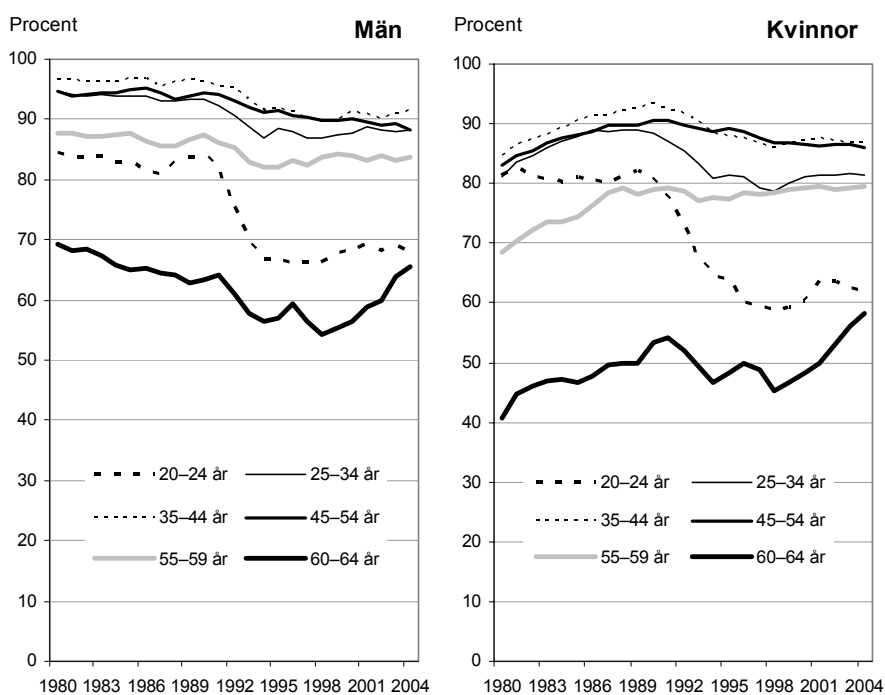 Procent
Män
100
90
80
70
60
50
40
30
20
10
0
20–24 år
25–34 år
35–44 år
45–54 år
55–59 år
60–64 år
1980 1983 1986 1989 1992 1995 1998 2001 2004
Procent
Kvinnor
100
90
80
70
60
50
40
30
20
10
0
20–24 år
25–34 år
35–44 år
45–54 år
55–59 år
60–64 år
1980 1983 1986 1989 1992 1995 1998 2001 2004